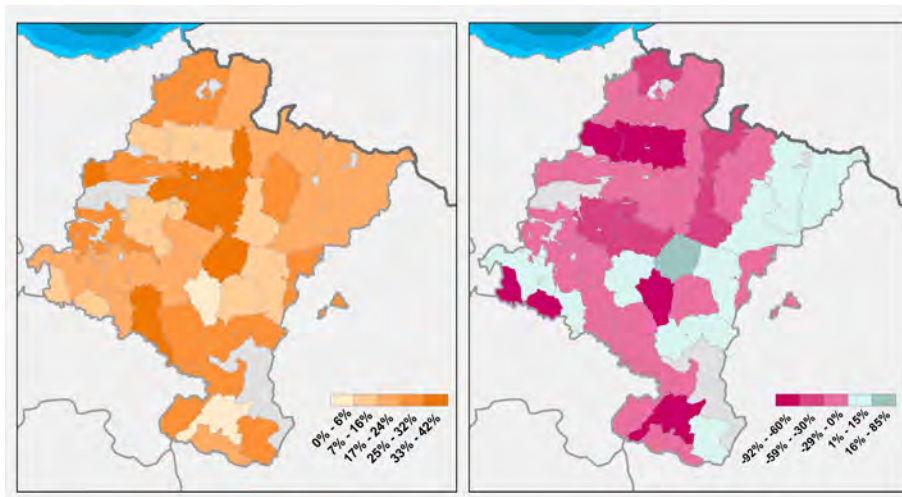 0% - 6%
7% - 16%
17% - 24%
25% - 32%
33% - 42%
-92% - -60%
-59% - -30%
-29% - 0%
1% - 15%
16% - 85%